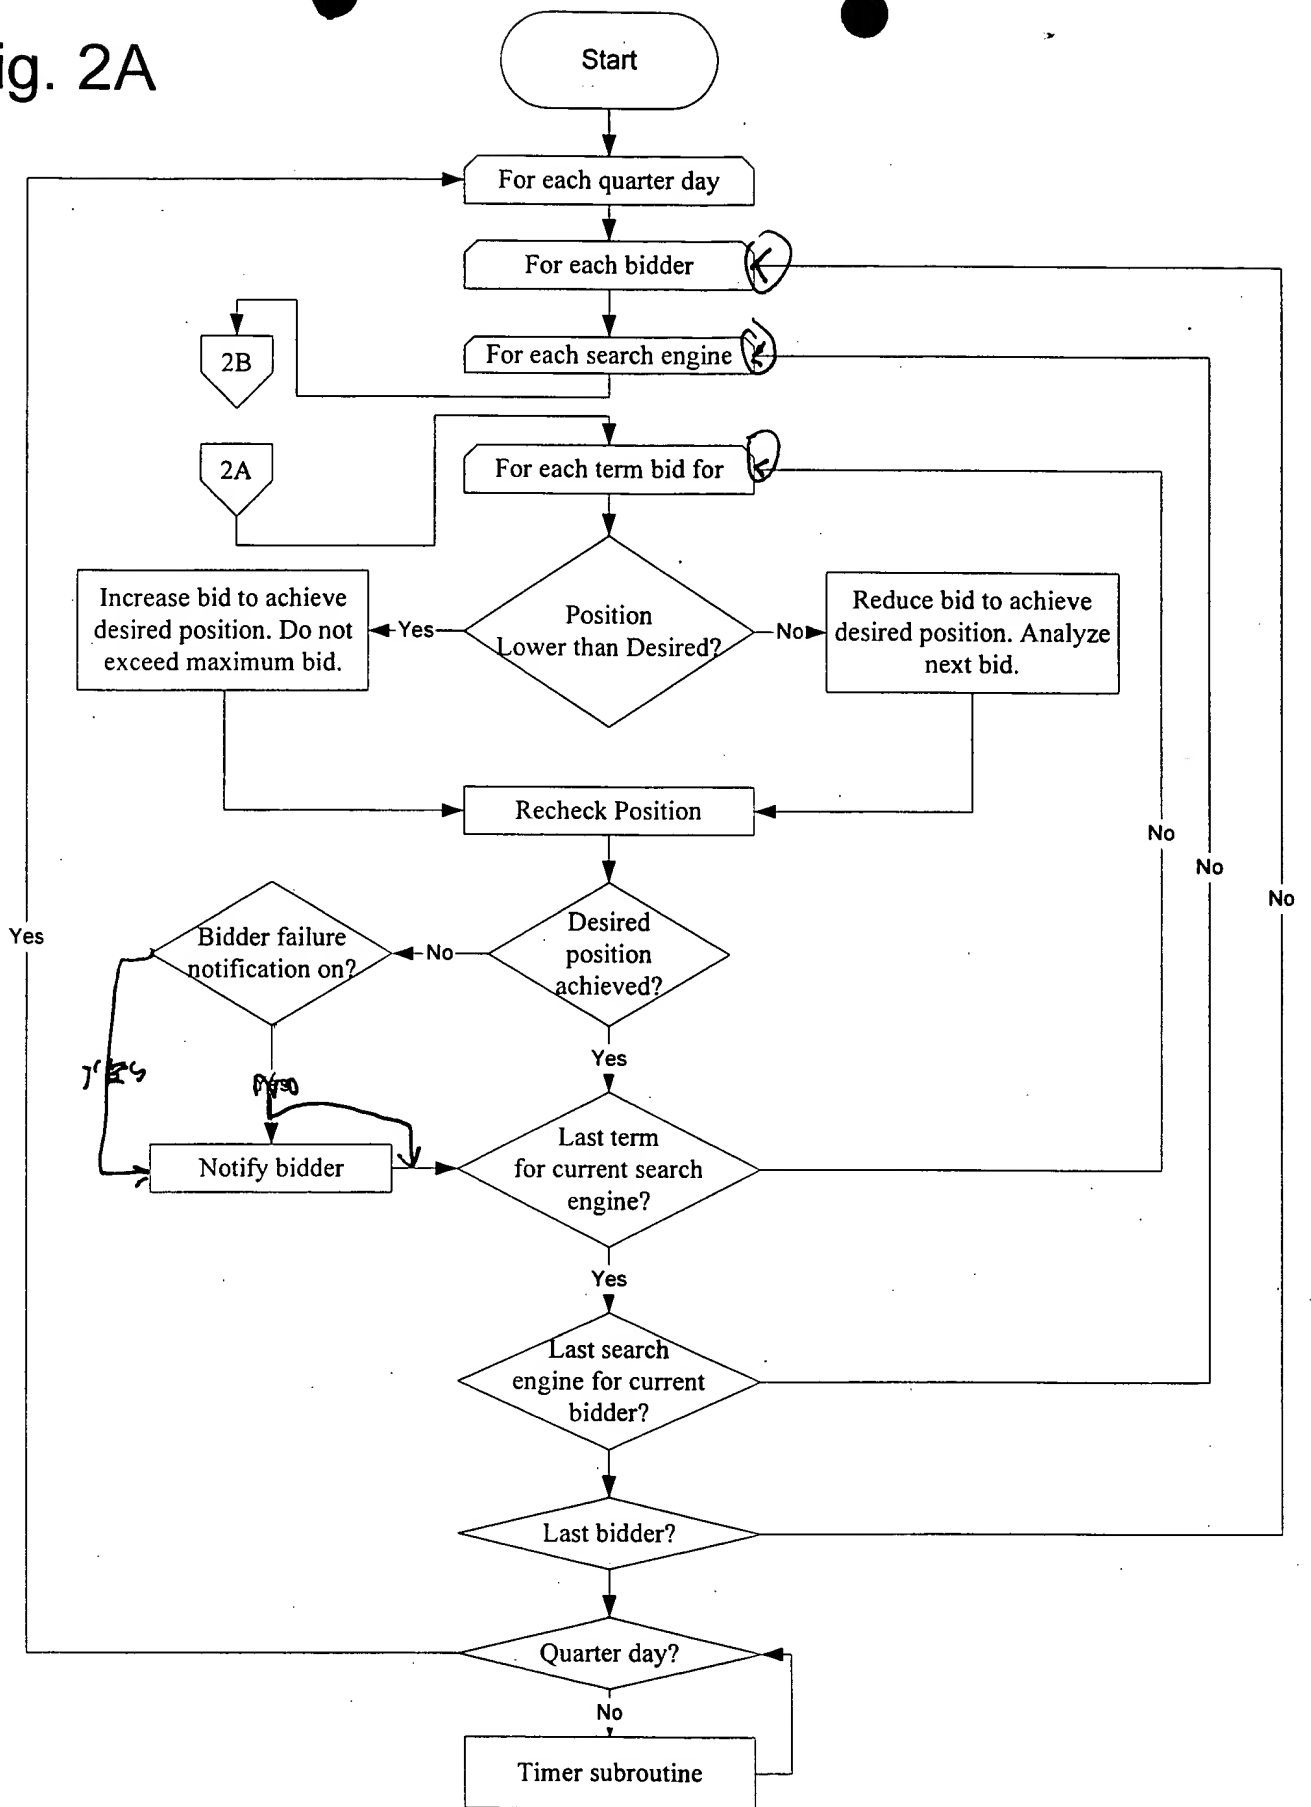 ig. 2A
Start
For each quarter day
For each bidder
For each search engine
2B
2A
For each term bid for
Increase bid to achieve
desired position. Do not
exceed maximum bid.
Yes
Position
Lower than Desired?
No
Reduce bid to achieve
desired position. Analyze
next bid.
Recheck Position
No
No
No
Yes
Bidder failure
notification on?
No
Desired
position
achieved?
Yes
YES
Notify bidder
Last term
for current search
engine?
Yes
Last search
engine for current
bidder?
Last bidder?
Quarter day?
No
Timer subroutine